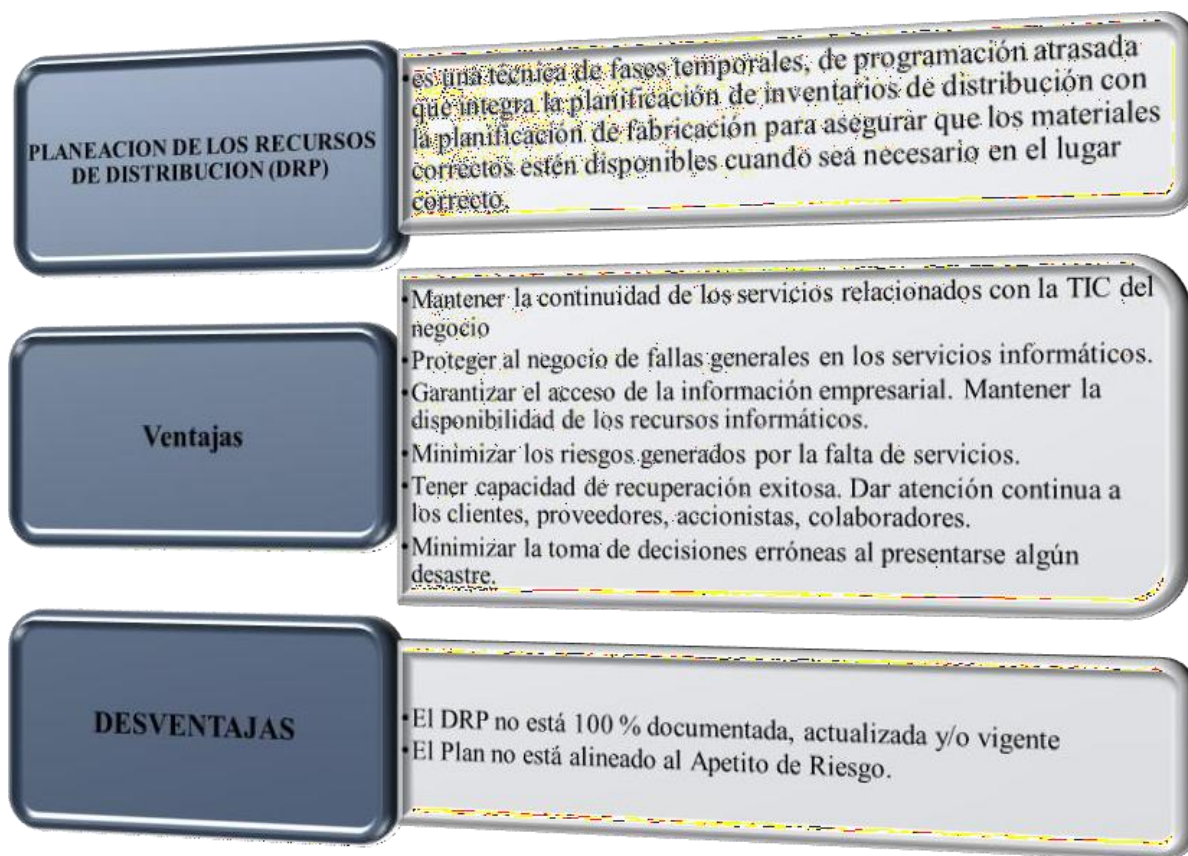 PLANEACION DE LOS RECURSOS
DE DISTRIBUCION (DRP)
•es una técnica de fases temporales, de programación atrasada
que integra la planificación de inventarios de distribución con
la planificación de fabricación para asegurar que los materiales
correctos estén disponibles cuando sea necesario en el lugar
correcto.
Ventajas
•Mantener la continuidad de los servicios relacionados con la TIC del
negocio
•Proteger al negocio de fallas generales en los servicios informáticos.
•Garantizar el acceso de la información empresarial. Mantener la
disponibilidad de los recursos informáticos.
•Minimizar los riesgos generados por la falta de servicios.
•Tener capacidad de recuperación exitosa. Dar atención continua a
los clientes, proveedores, accionistas, colaboradores.
•Minimizar la toma de decisiones erróneas al presentarse algún
desastre.
DESVENTAJAS
•El DRP no está 100 % documentada, actualizada y/o vigente
•El Plan no está alineado al Apetito de Riesgo.